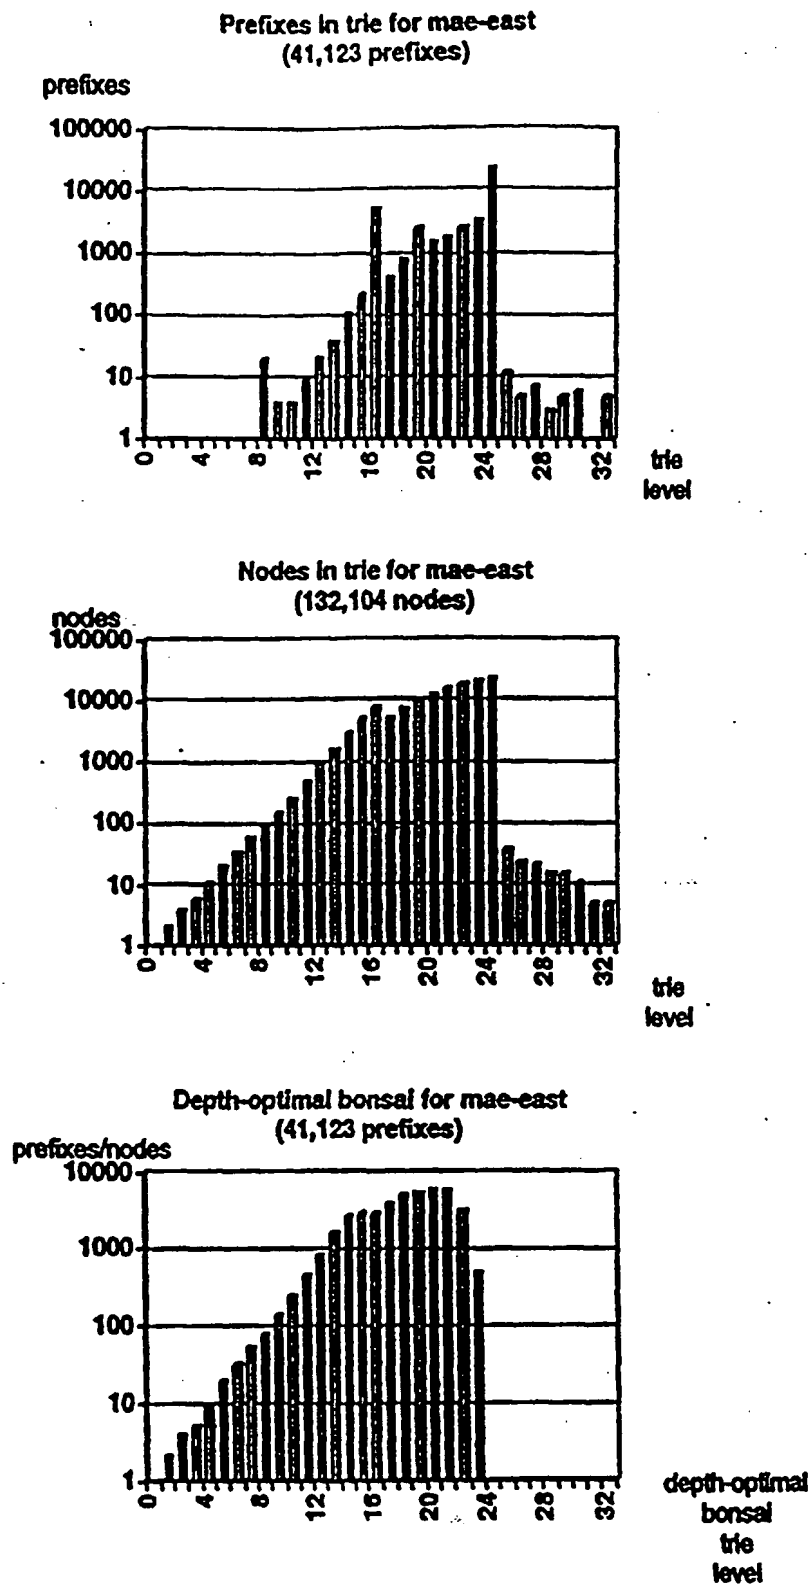 Prefixes in trie for mae-east
(41,123 prefixes)
prefixes
100000
10000
1000
100
10
1
0 4 8 12 16 20 24 28 32
trie
level
Nodes in trie for mae-east
(132,104 nodes)
nodes
100000
10000
1000
100
10
1
0 4 8 12 16 20 24 28 32
trie
level
Depth-optimal bonsai for mae-east
(41,123 prefixes)
prefixes/nodes
10000
1000
100
10
1
0 4 8 12 16 20 24 28 32
depth-optimal
bonsai
trie
level